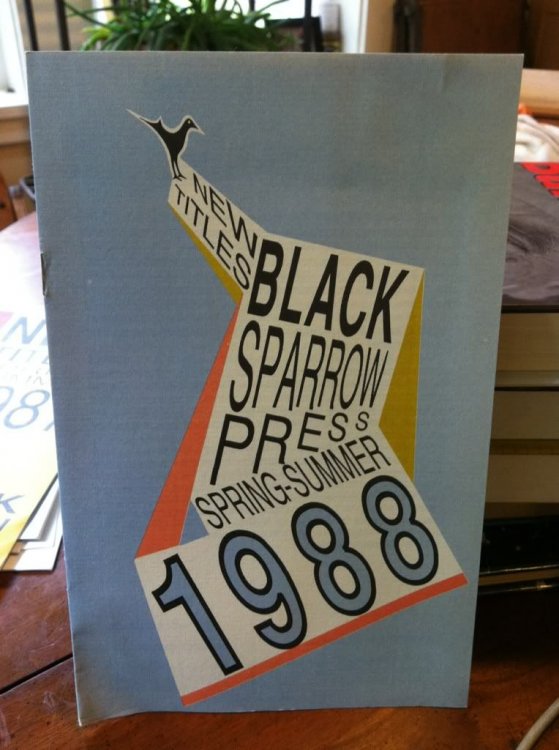 NEW
TITLES
BLACK
SPARROW
PRESS
SPRING-SUMMER
1988